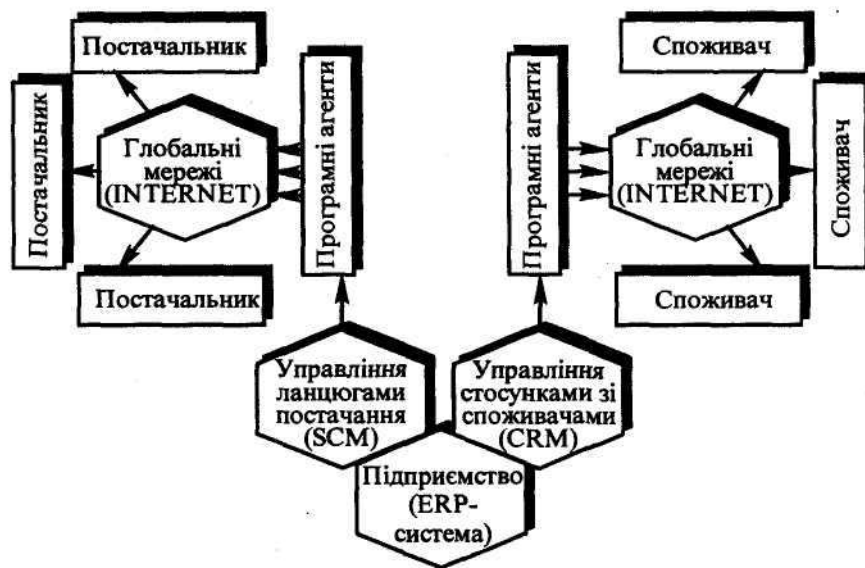 Постачальник
Постачальник
Глобальні
мережі
(INTERNET)
Постачальник
Програмні агенти
Програмні агенти
Споживач
Глобальні
мережі
(INTERNET)
Споживач
Споживач
Управління
ланцюгами
постачання
(SCM)
Управління
стосунками зі
споживачами
(CRM)
Підприємство
(ERP-
система)